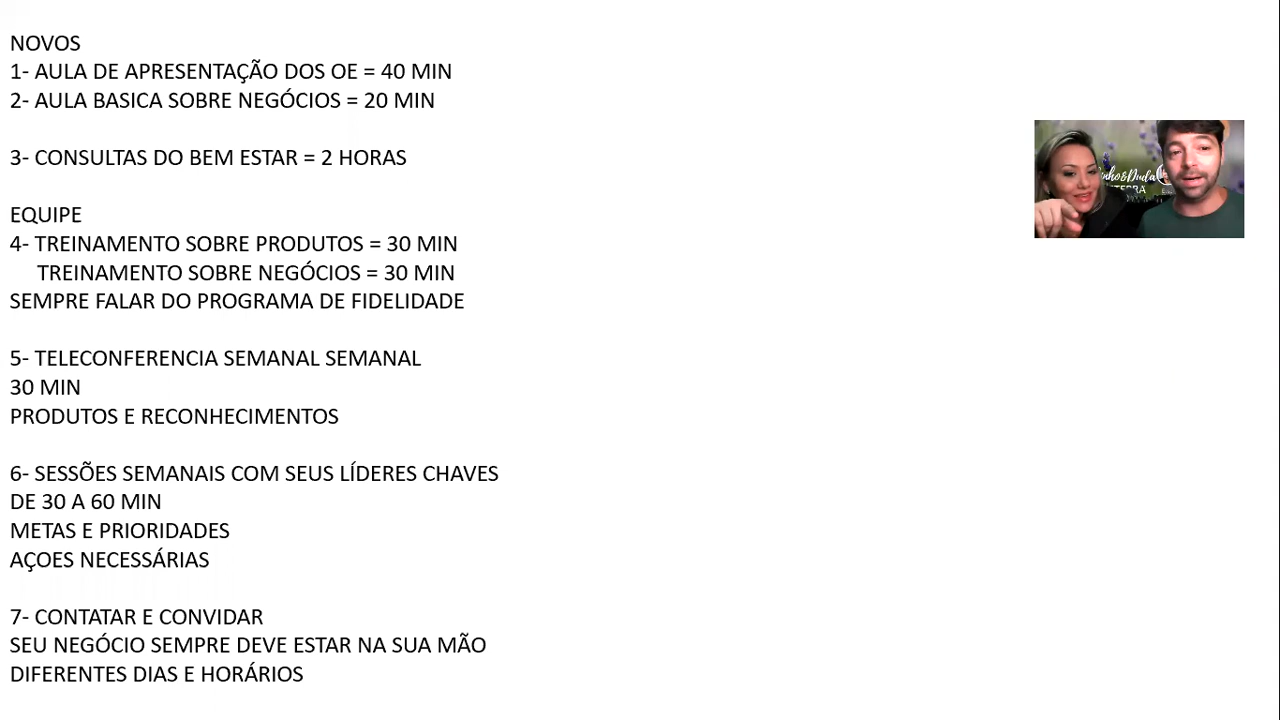 NOVOS
1- AULA DE APRESENTAÇÃO DOS OE = 40 MIN
2- AULA BASICA SOBRE NEGÓCIOS = 20 MIN
3- CONSULTAS DO BEM ESTAR = 2 HORAS
EQUIPE
4- TREINAMENTO SOBRE PRODUTOS = 30 MIN
TREINAMENTO SOBRE NEGÓCIOS = 30 MIN
SEMPRE FALAR DO PROGRAMA DE FIDELIDADE
5- TELECONFERENCIA SEMANAL SEMANAL
30 MIN
PRODUTOS E RECONHECIMENTOS
6- SESSÕES SEMANAIS COM SEUS LÍDERES CHAVES
DE 30 A 60 MIN
METAS E PRIORIDADES
AÇOES NECESSÁRIAS
7- CONTATAR E CONVIDAR
SEU NEGÓCIO SEMPRE DEVE ESTAR NA SUA MÃO
DIFERENTES DIAS E HORÁRIOS